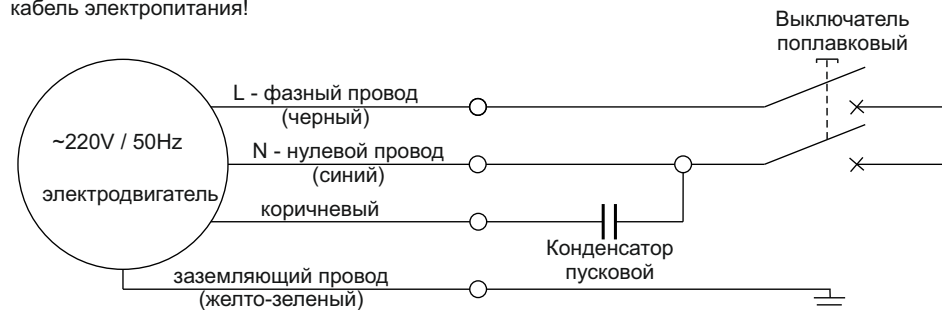 кабель электропитания!
Выключатель
поплавковый
L - фазный провод
(черный)
~220V / 50Hz
N - нулевой провод
(синий)
электродвигатель
коричневый
Конденсатор
пусковой
заземляющий провод
(желто-зеленый)